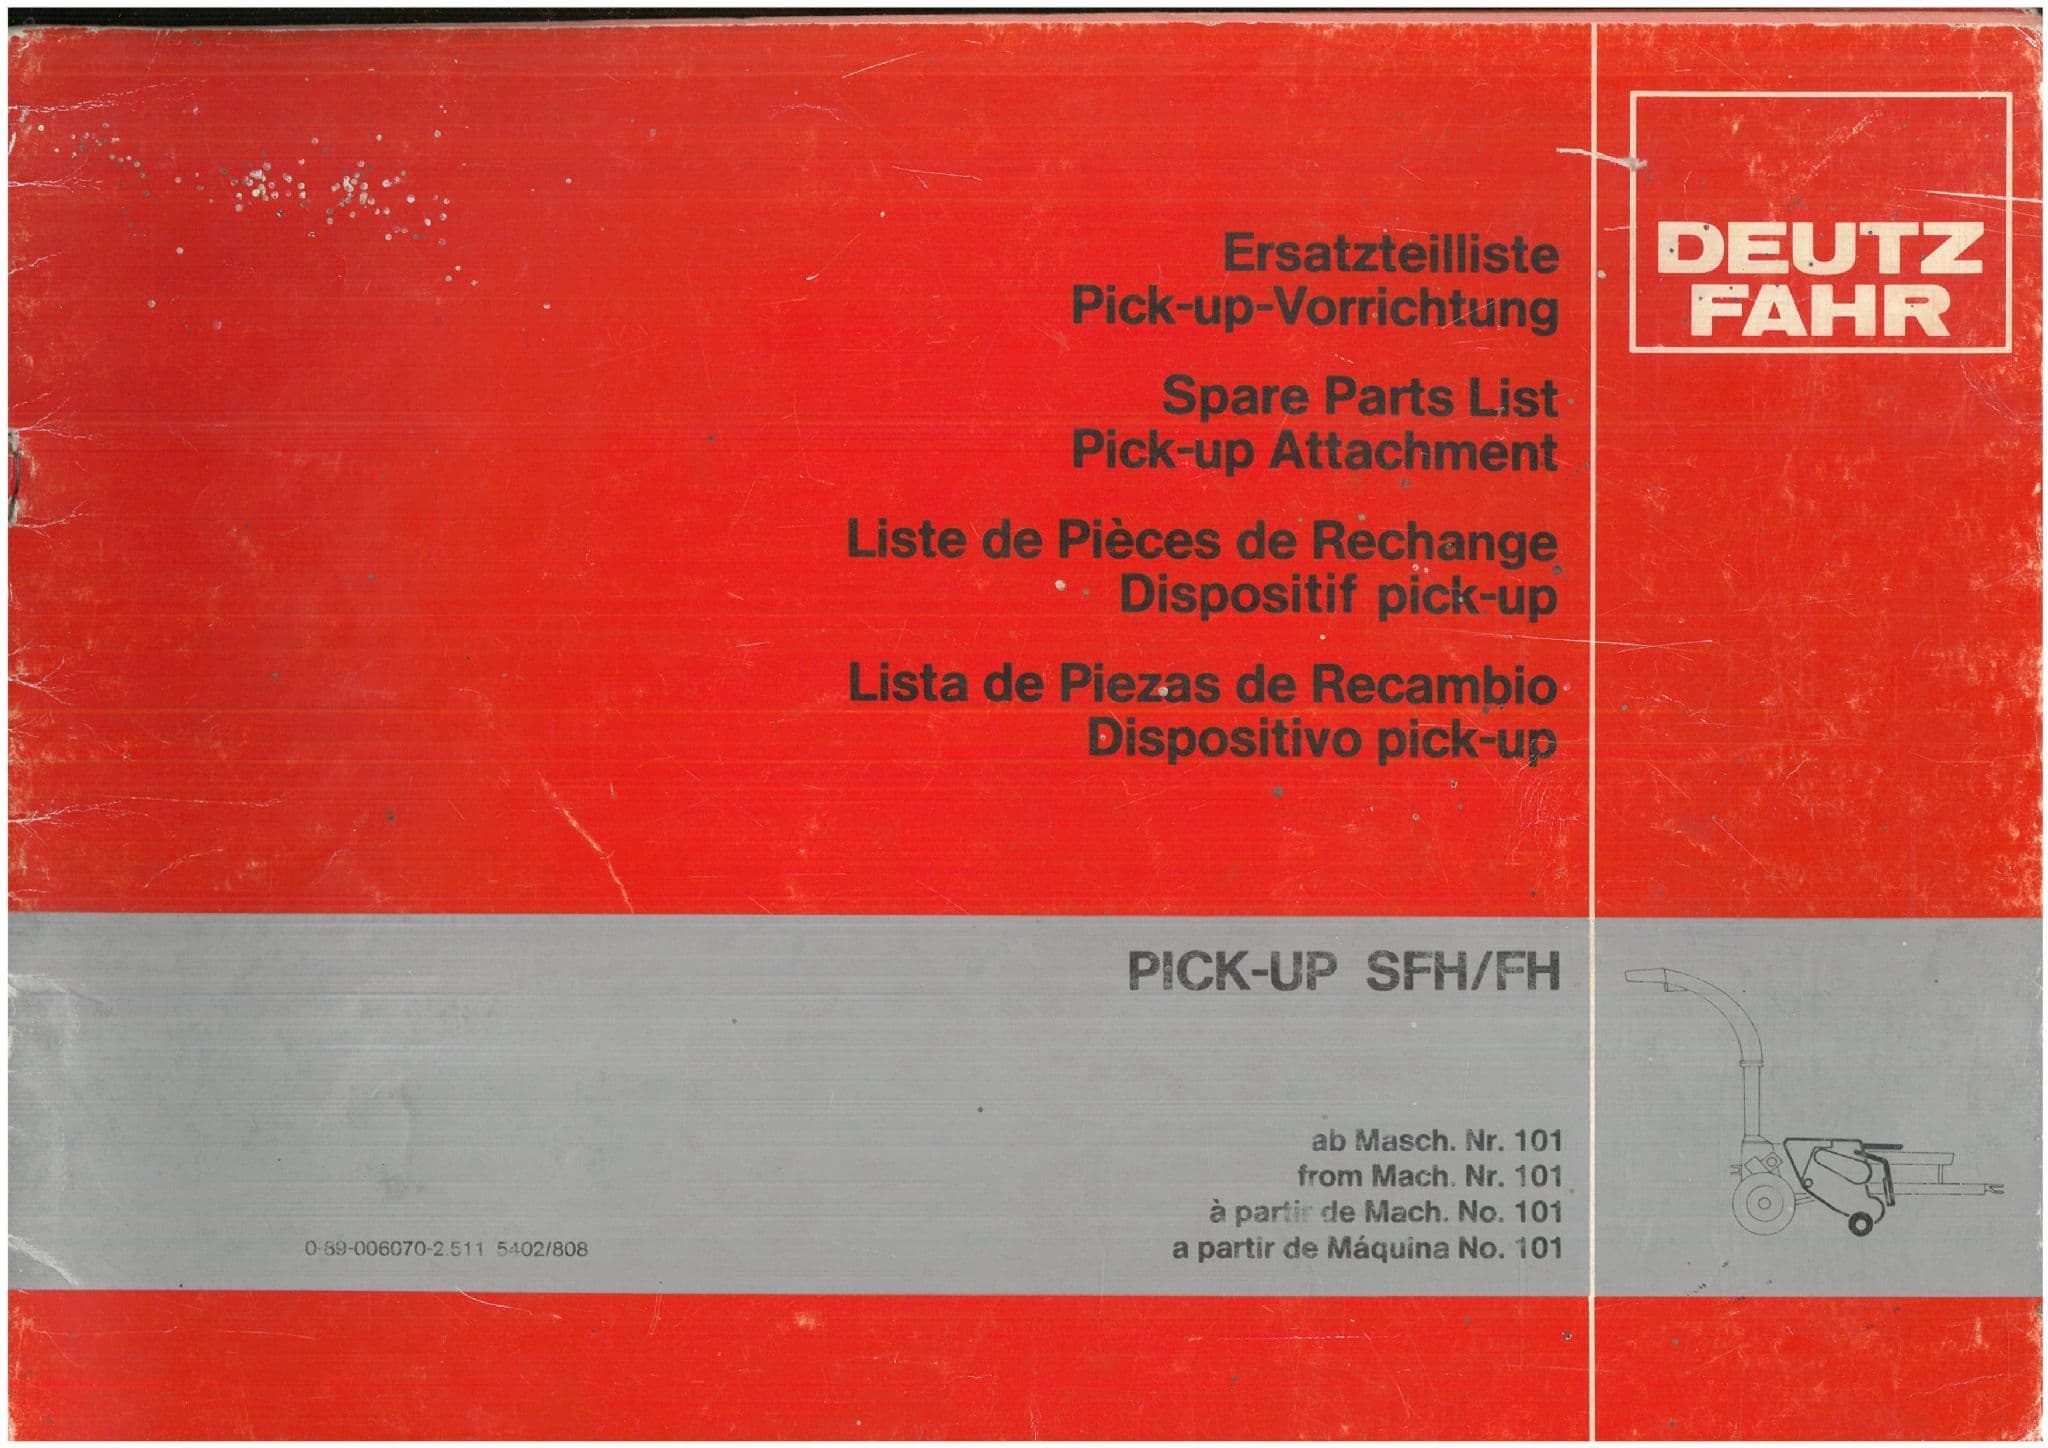 DEUTZ
FAHR
Ersatzteilliste
Pick-up-Vorrichtung
Spare Parts List
Pick-up Attachment
Liste de Pièces de Rechange
Dispositif pick-up
Lista de Piezas de Recambio
Dispositivo pick-up
PICK-UP SFH/FH
ab Masch. Nr. 101
from Mach. Nr. 101
à partir de Mach. No. 101
a partir de Máquina No. 101
0-89-006070-2.511 5402/808